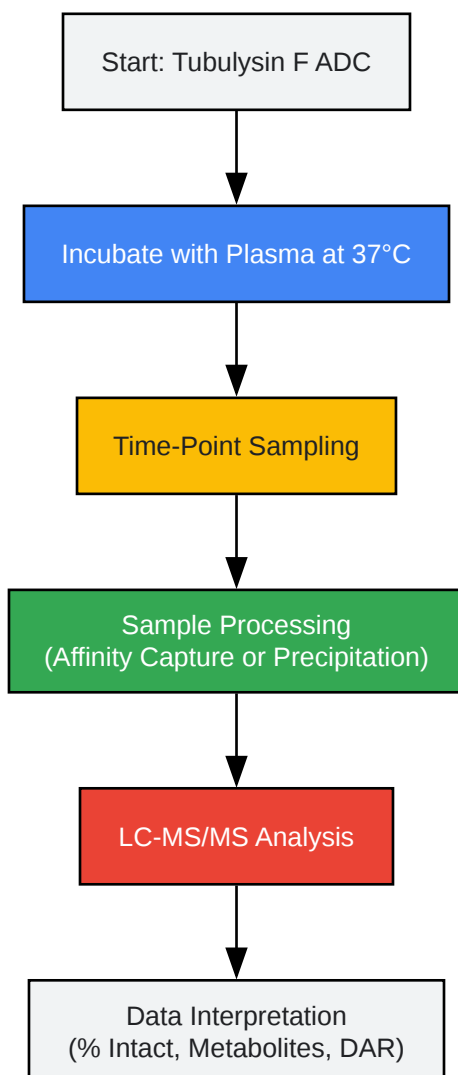 Start: Tubulysin F ADC
Incubate with Plasma at 37°C
Time-Point Sampling
Sample Processing
(Affinity Capture or Precipitation)
LC-MS/MS Analysis
Data Interpretation
(% Intact, Metabolites, DAR)